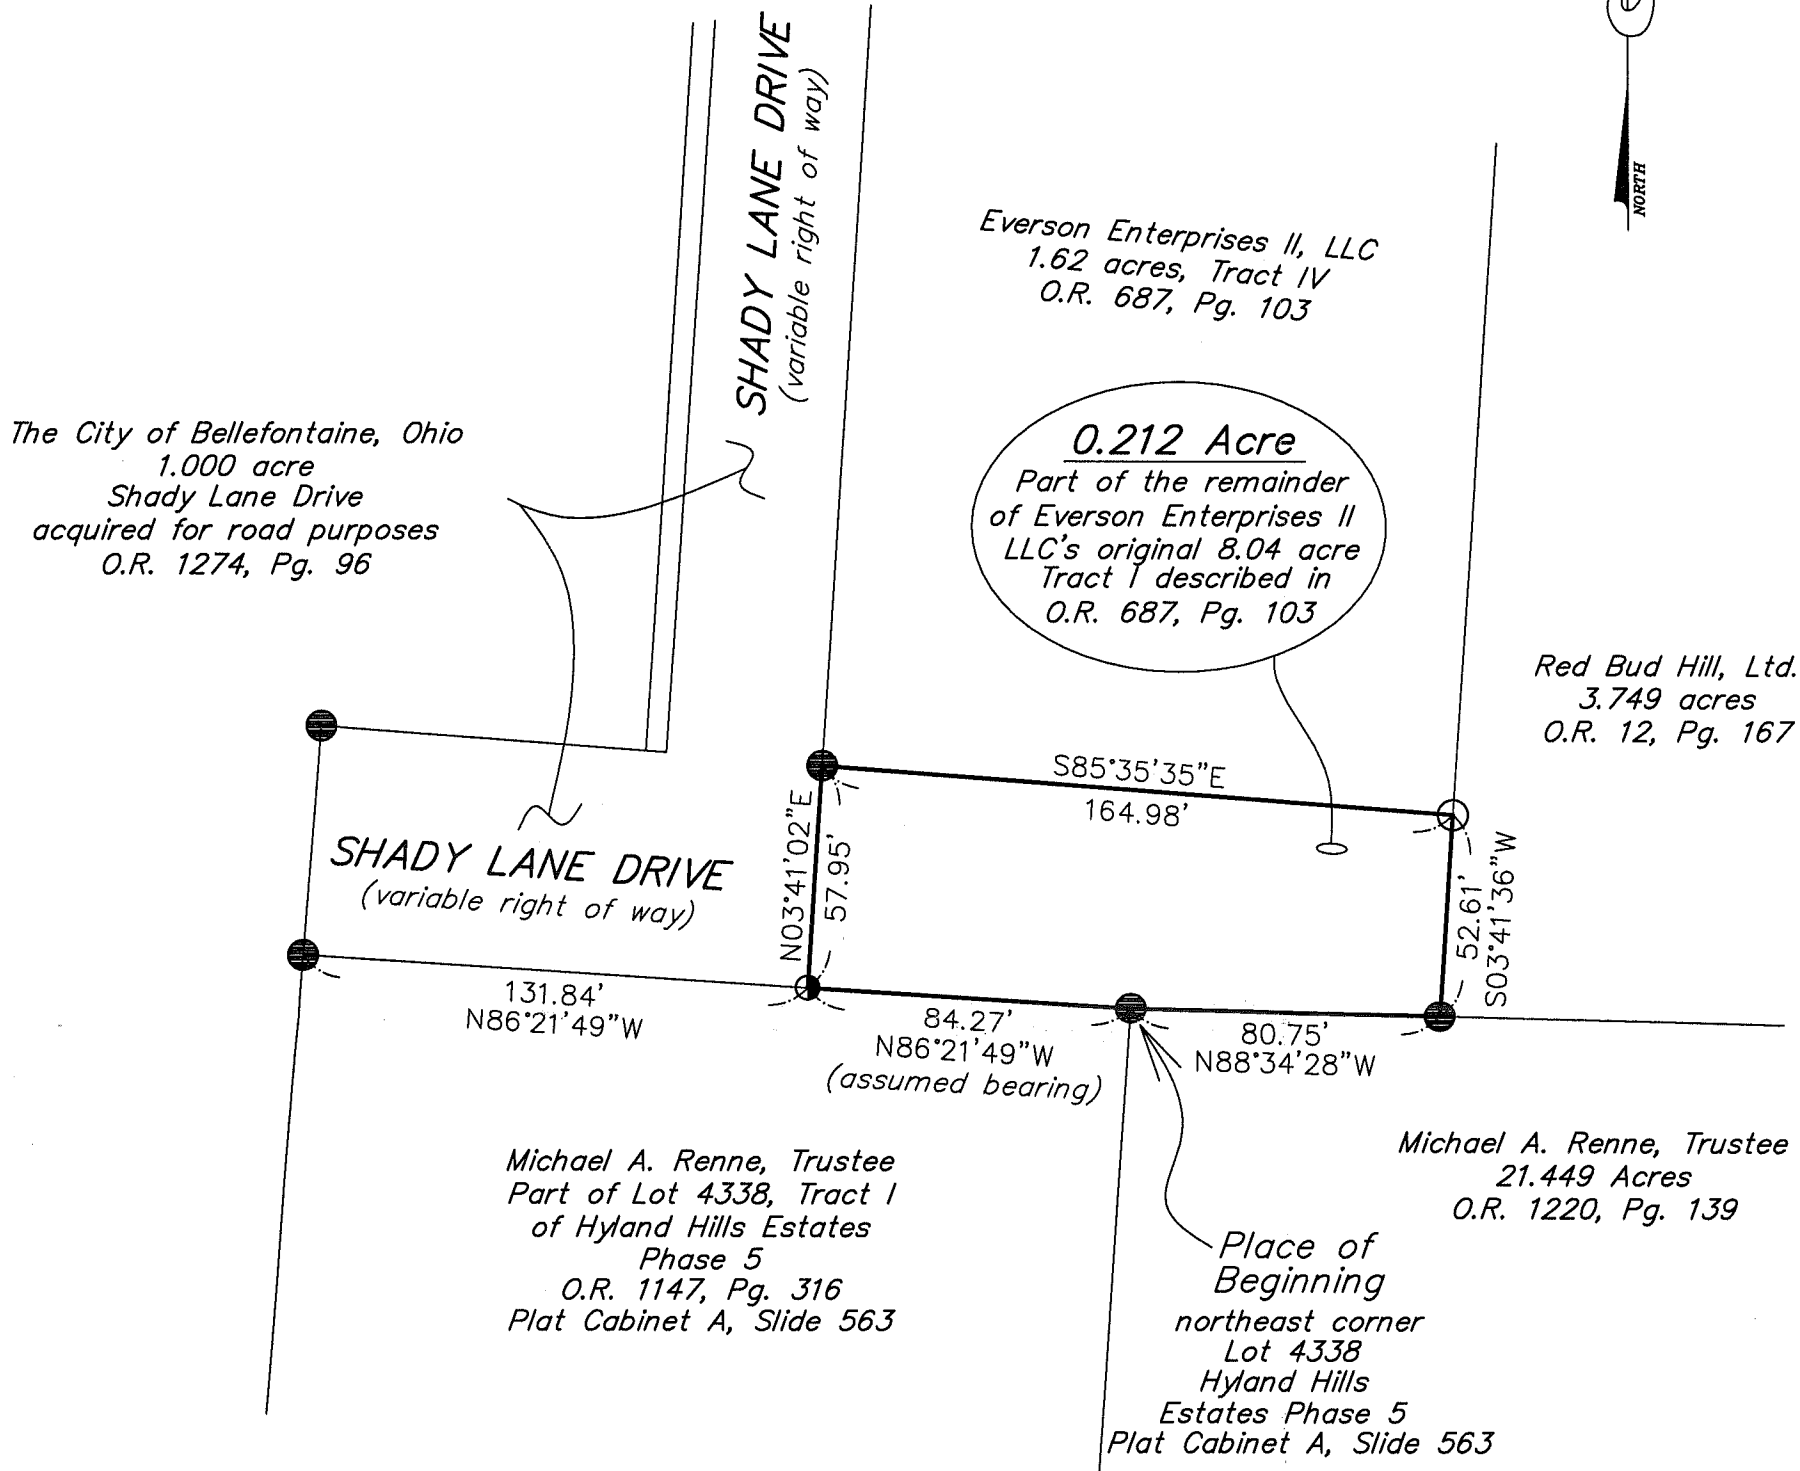 NORTH
SHADY LANE DRIVE
(variable right of way)
Everson Enterprises II, LLC
1.62 acres, Tract IV
O.R. 687, Pg. 103
The City of Bellefontaine, Ohio
1.000 acre
Shady Lane Drive
acquired for road purposes
O.R. 1274, Pg. 96
0.212 Acre
Part of the remainder
of Everson Enterprises II
LLC's original 8.04 acre
Tract I described in
O.R. 687, Pg. 103
Red Bud Hill, Ltd.
3.749 acres
O.R. 12, Pg. 167
S85°35'35"E
164.98'
N03°41'02"E
57.95'
52.61'
S03°41'36"W
SHADY LANE DRIVE
(variable right of way)
131.84'
N86°21'49"W
84.27'
N86°21'49"W
(assumed bearing)
80.75'
N88°34'28"W
Michael A. Renne, Trustee
Part of Lot 4338, Tract I
of Hyland Hills Estates
Phase 5
O.R. 1147, Pg. 316
Plat Cabinet A, Slide 563
Michael A. Renne, Trustee
21.449 Acres
O.R. 1220, Pg. 139
Place of
Beginning
northeast corner
Lot 4338
Hyland Hills
Estates Phase 5
Plat Cabinet A, Slide 563